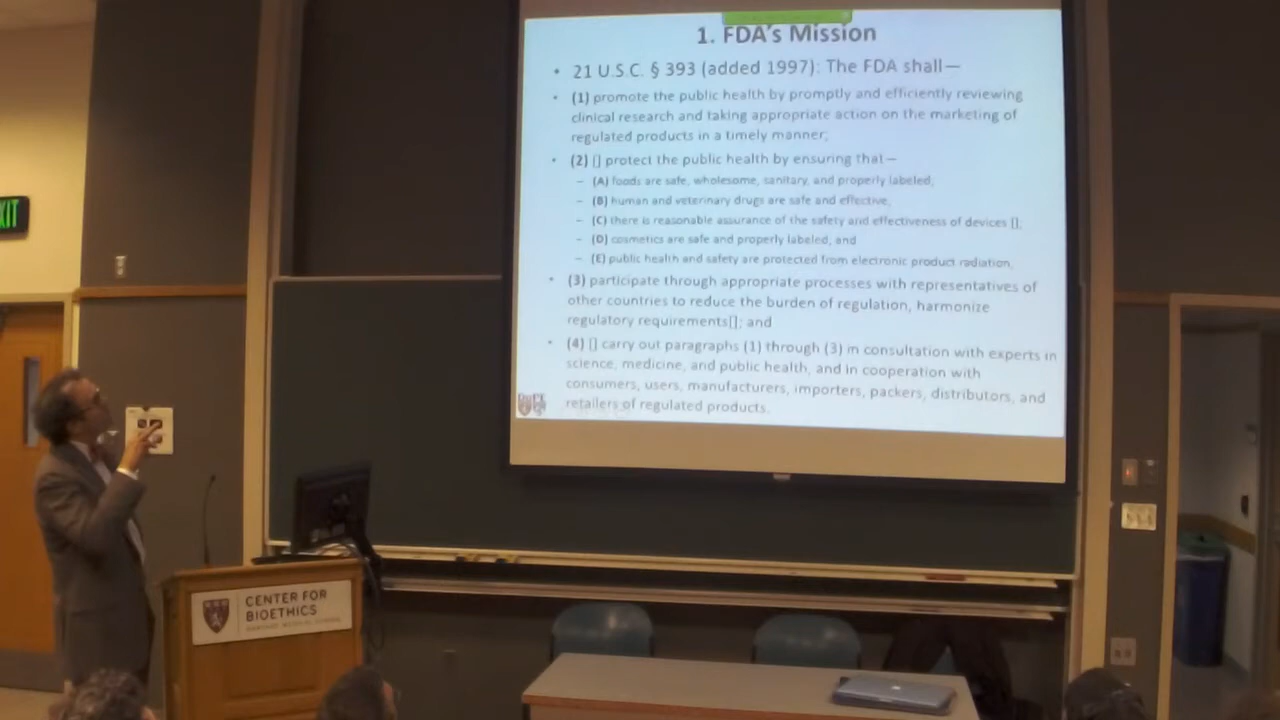 1. FDA's Mission
• 21 U.S.C. § 393 (added 1997): The FDA shall—
• (1) promote the public health by promptly and efficiently reviewing
clinical research and taking appropriate action on the marketing of
regulated products in a timely manner;
• (2) [] protect the public health by ensuring that—
– (A) foods are safe, wholesome, sanitary, and properly labeled;
– (B) human and veterinary drugs are safe and effective;
– (C) there is reasonable assurance of the safety and effectiveness of devices [];
– (D) cosmetics are safe and properly labeled; and
– (E) public health and safety are protected from electronic product radiation;
• (3) participate through appropriate processes with representatives of
other countries to reduce the burden of regulation, harmonize
regulatory requirements[]; and
• (4) [] carry out paragraphs (1) through (3) in consultation with experts in
science, medicine, and public health, and in cooperation with
consumers, users, manufacturers, importers, packers, distributors, and
retailers of regulated products.
XIT
CENTER FOR
BIOETHICS
HARVARD MEDICAL SCHOOL